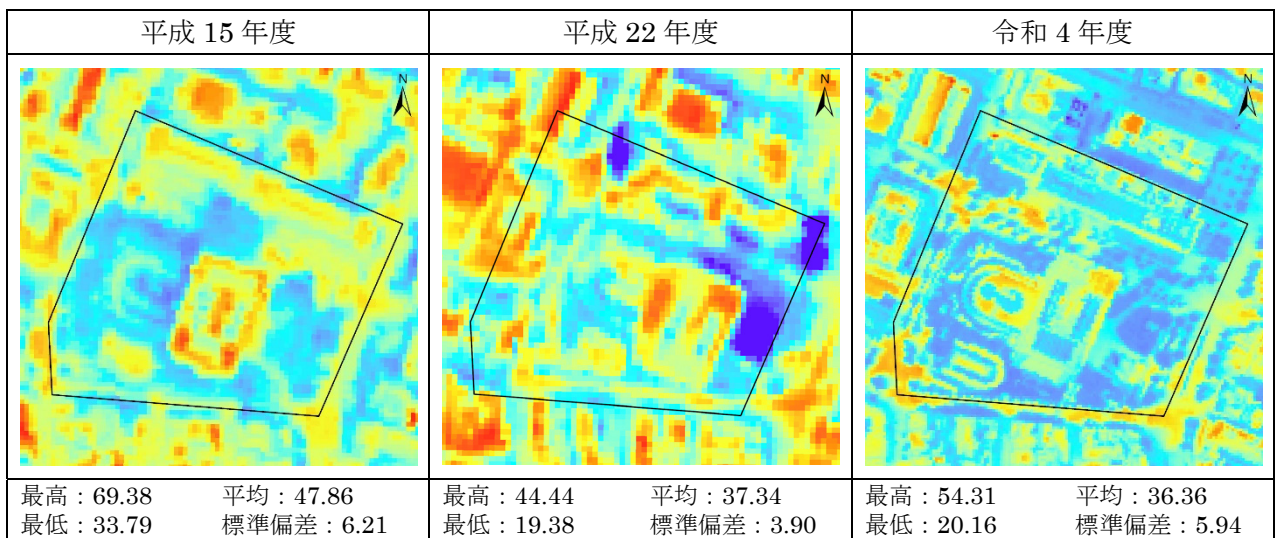 平成 15 年度
平成 22 年度
令和 4 年度
N
N
N
最高：69.38 平均：47.86
最低：33.79 標準偏差：6.21
最高：44.44 平均：37.34
最低：19.38 標準偏差：3.90
最高：54.31 平均：36.36
最低：20.16 標準偏差：5.94